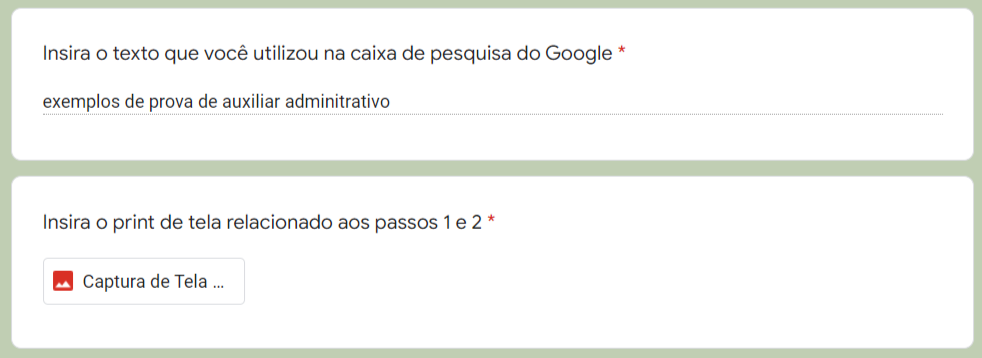 Insira o texto que você utilizou na caixa de pesquisa do Google *
exemplos de prova de auxiliar adminitrativo
Insira o print de tela relacionado aos passos 1 e 2 *
Captura de Tela ...